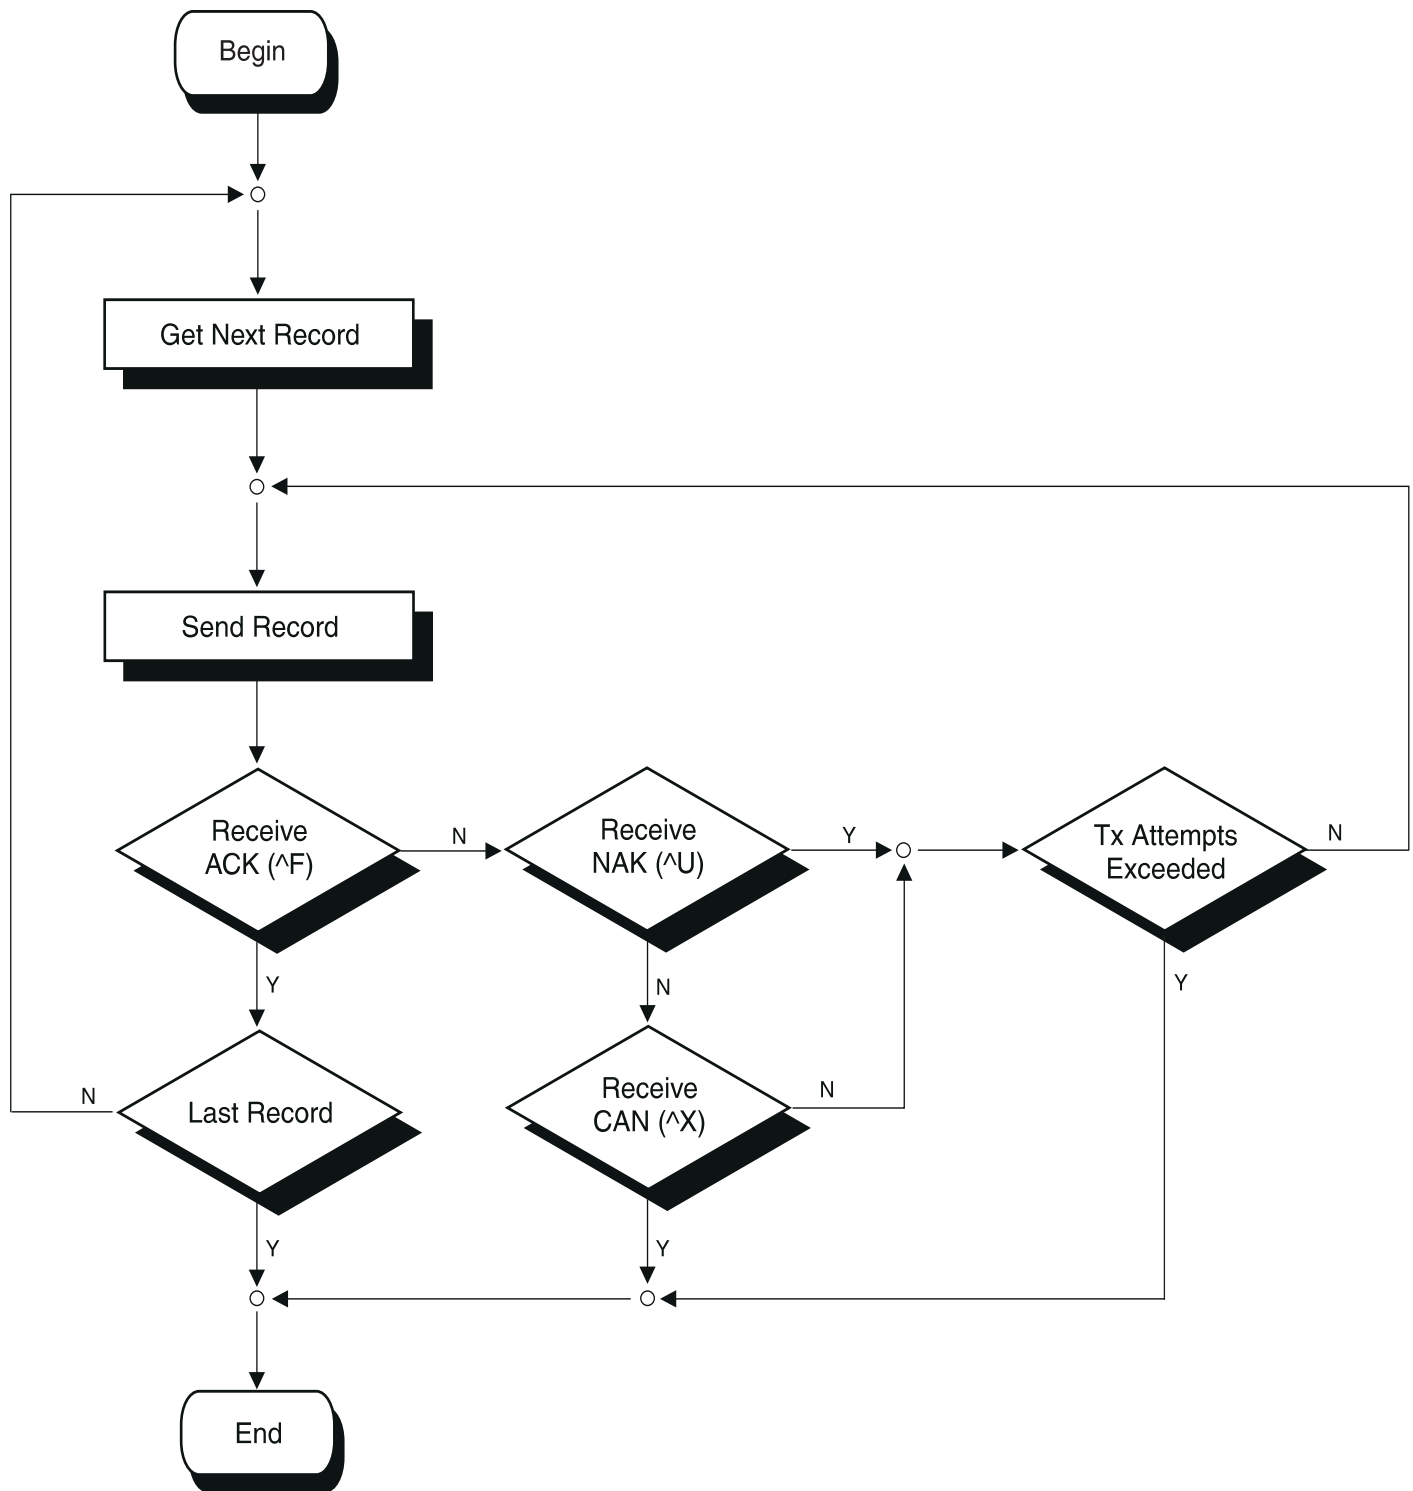 Begin
Get Next Record
Send Record
Receive
ACK (^F)
N
Receive
NAK (^U)
Y
Tx Attempts
Exceeded
N
Y
N
Y
Last Record
N
Receive
CAN (^X)
N
Y
Y
End